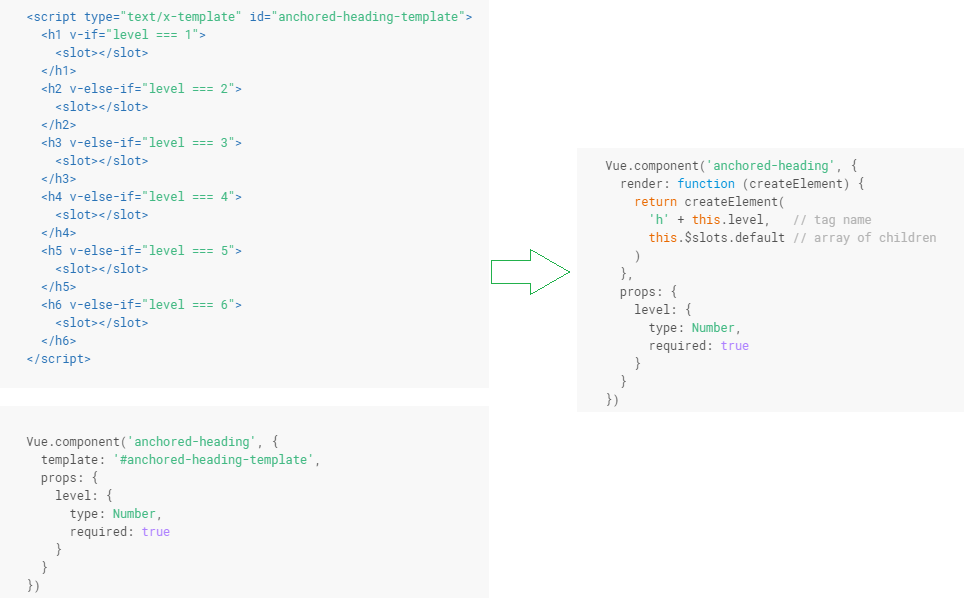 <script type="text/x-template" id="anchored-heading-template">
  <h1 v-if="level === 1">
    <slot></slot>
  </h1>
  <h2 v-else-if="level === 2">
    <slot></slot>
  </h2>
  <h3 v-else-if="level === 3">
    <slot></slot>
  </h3>
  <h4 v-else-if="level === 4">
    <slot></slot>
  </h4>
  <h5 v-else-if="level === 5">
    <slot></slot>
  </h5>
  <h6 v-else-if="level === 6">
    <slot></slot>
  </h6>
</script>
Vue.component('anchored-heading', {
  template: '#anchored-heading-template',
  props: {
    level: {
      type: Number,
      required: true
    }
  }
})
Vue.component('anchored-heading', {
  render: function (createElement) {
    return createElement(
      'h' + this.level,   // tag name
      this.$slots.default // array of children
    )
  },
  props: {
    level: {
      type: Number,
      required: true
    }
  }
})